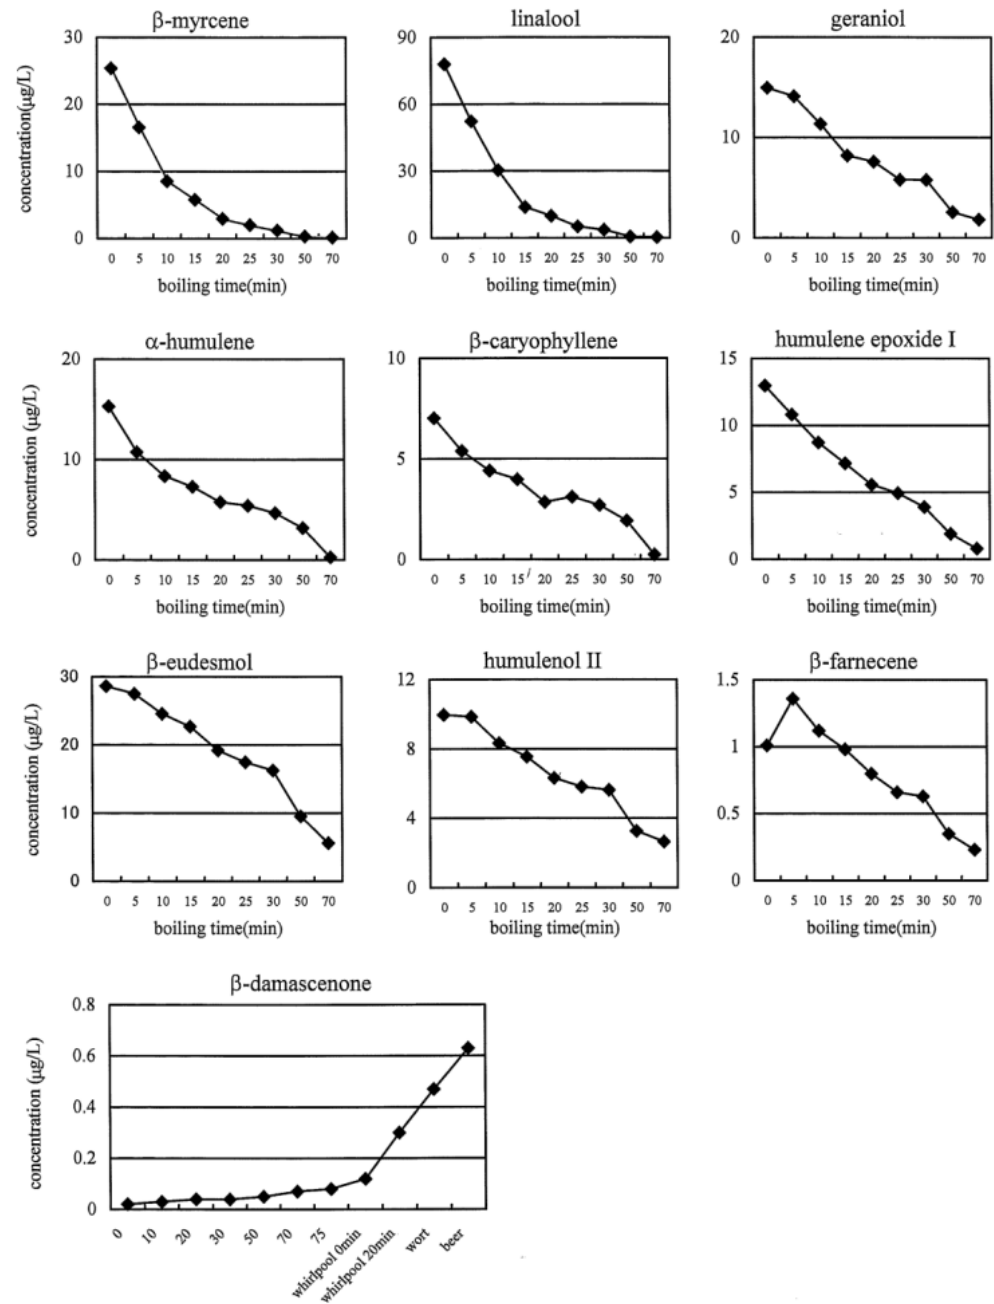 β-myrcene
linalool
geraniol
concentration(μg/L)
30
20
10
0
0 5 10 15 20 25 30 50 70
boiling time(min)
90
60
30
0
0 5 10 15 20 25 30 50 70
boiling time(min)
20
10
0
0 5 10 15 20 25 30 50 70
boiling time(min)
α-humulene
β-caryophyllene
humulene epoxide I
concentration (μg/L)
20
10
0
0 5 10 15 20 25 30 50 70
boiling time(min)
10
5
0
0 5 10 15 20 25 30 50 70
boiling time(min)
15
10
5
0
0 5 10 15 20 25 30 50 70
boiling time(min)
β-eudesmol
humulenol II
β-farnecene
concentration (μg/L)
30
20
10
0
0 5 10 15 20 25 30 50 70
boiling time(min)
12
8
4
0
0 5 10 15 20 25 30 50 70
boiling time(min)
1.5
1
0.5
0
0 5 10 15 20 25 30 50 70
boiling time(min)
β-damascenone
concentration (μg/L)
0.8
0.6
0.4
0.2
0
0
10
20
30
50
70
75
whirlpool 0min
whirlpool 20min
wort
beer